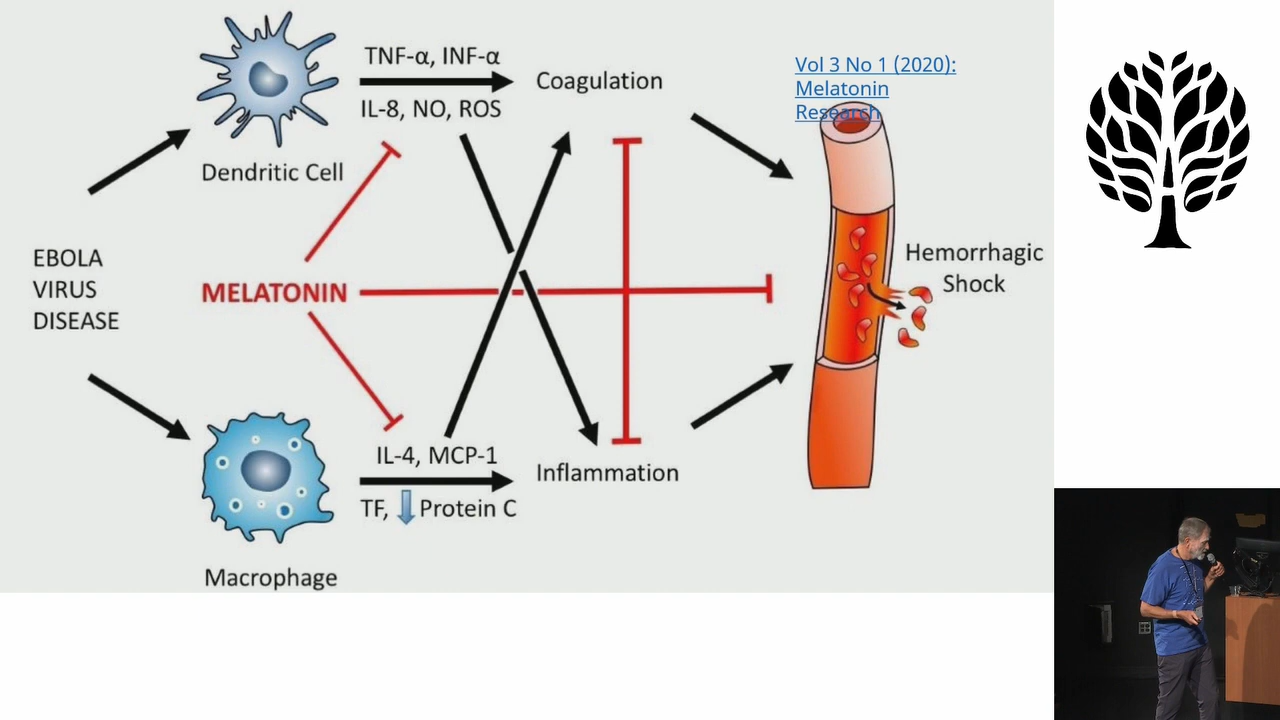 TNF-α, INF-α
IL-8, NO, ROS
Coagulation
Vol 3 No 1 (2020):
Melatonin
Research
Dendritic Cell
EBOLA
VIRUS
DISEASE
MELATONIN
Hemorrhagic
Shock
IL-4, MCP-1
TF, Protein C
Inflammation
Macrophage